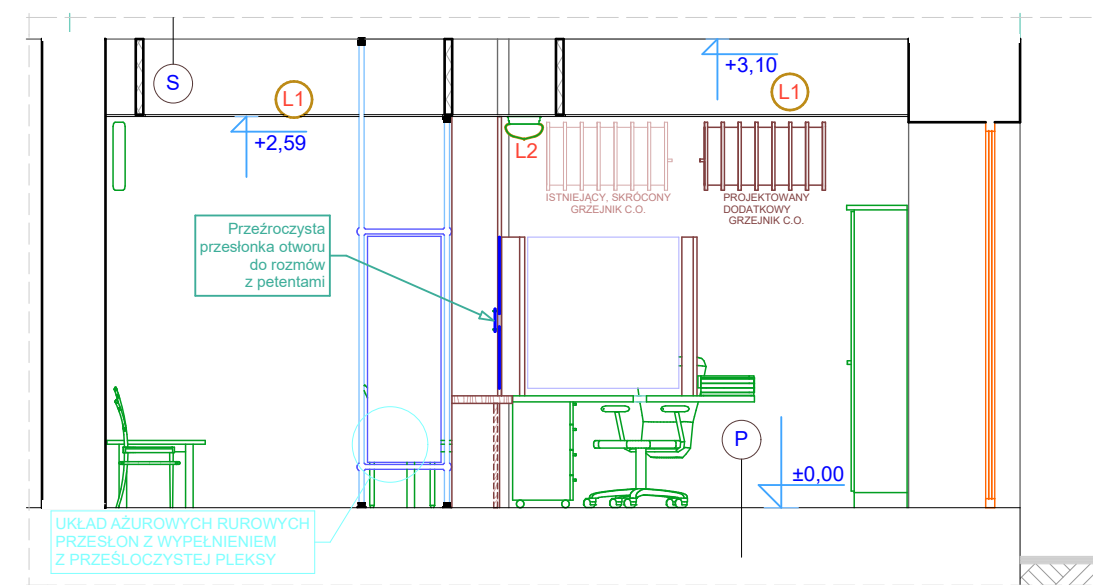 S
L1
+3,10
L1
+2,59
L2
ISTNIEJĄCY, SKRÓCONY
GRZEJNIK C.O.
PROJEKTOWANY
DODATKOWY
GRZEJNIK C.O.
Przeźroczysta
przesłonka otworu
do rozmów
z petentami
P
±0,00
UKŁAD AŻUROWYCH RUROWYCH
PRZESŁON Z WYPEŁNIENIEM
Z PRZEŚLOCZYSTEJ PLEKSY